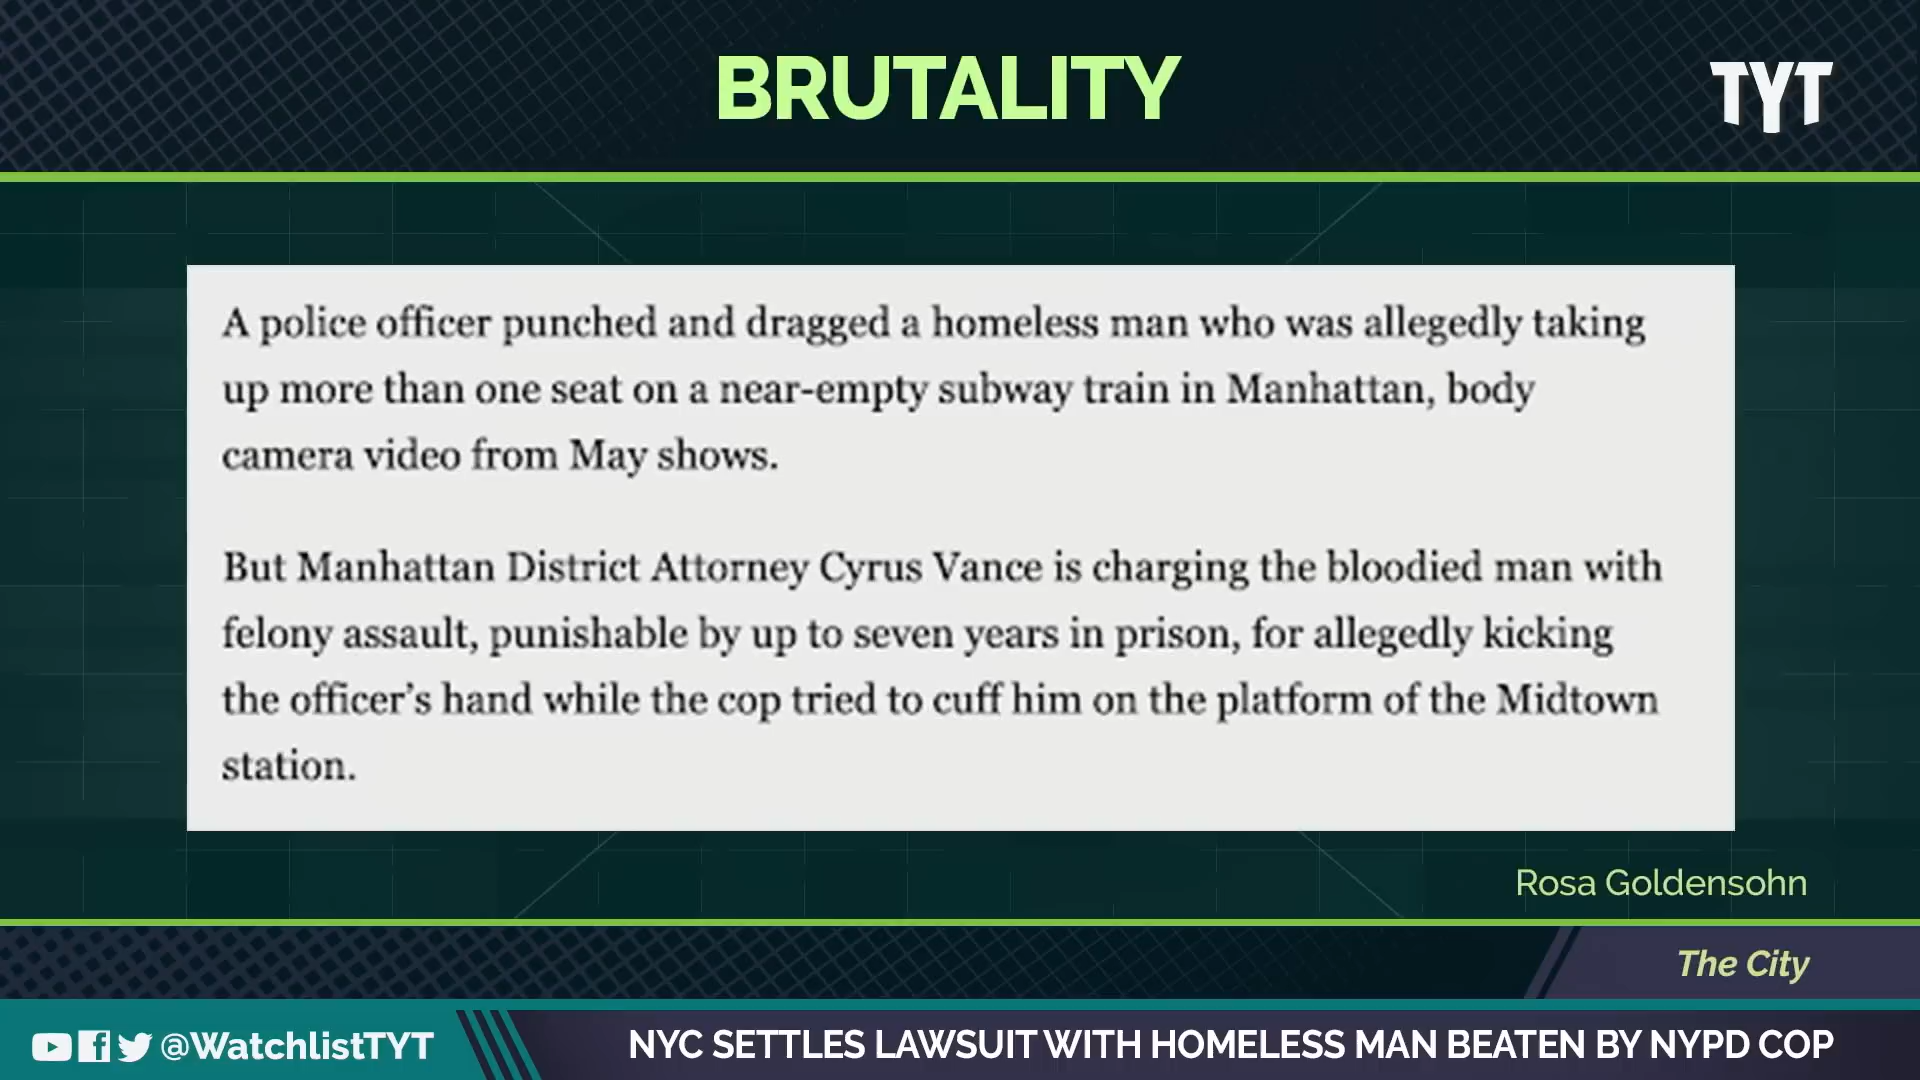 BRUTALITY
TYT
A police officer punched and dragged a homeless man who was allegedly taking
up more than one seat on a near-empty subway train in Manhattan, body
camera video from May shows.
But Manhattan District Attorney Cyrus Vance is charging the bloodied man with
felony assault, punishable by up to seven years in prison, for allegedly kicking
the officer’s hand while the cop tried to cuff him on the platform of the Midtown
station.
Rosa Goldensohn
The City
@WatchlistTYT
NYC SETTLES LAWSUIT WITH HOMELESS MAN BEATEN BY NYPD COP